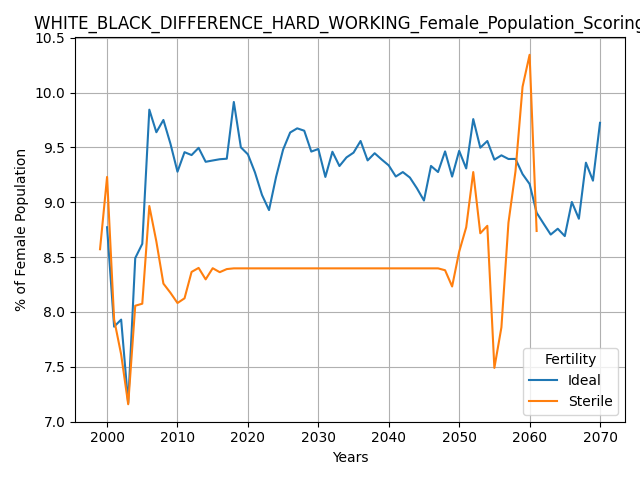 WHITE_BLACK_DIFFERENCE_HARD_WORKING_Female_Population_Scoring
10.5
10.0
9.5
9.0
8.5
8.0
7.5
7.0
% of Female Population
Fertility
Ideal
Sterile
2000 2010 2020 2030 2040 2050 2060 2070
Years